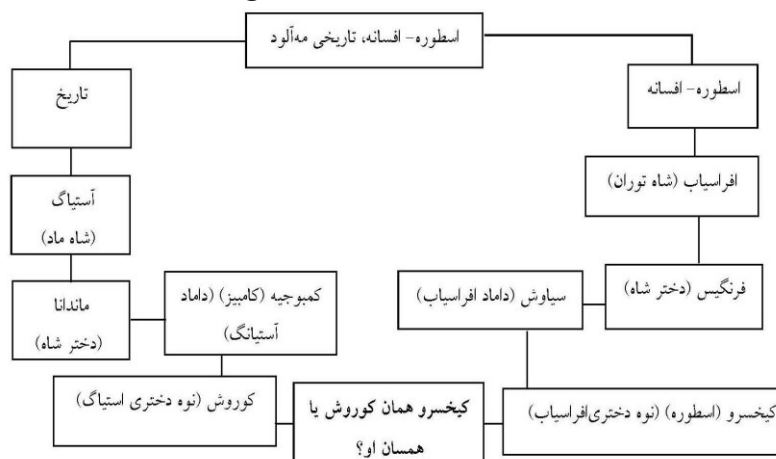 اسطوره- افسانه، تاریخی مه‌آلود
اسطوره- افسانه
تاریخ
افراسیاب (شاه توران)
آستیاگ
(شاه ماد)
فرنگیس (دختر شاه)
سیاوش (داماد افراسیاب)
کمبوجیه (کامبیز) (داماد
آستیانگ)
ماندانا
(دختر شاه)
کیخسرو (اسطوره) (نوه دختری‌افراسیاب)
کیخسرو همان کوروش یا
همسان او؟
کوروش (نوه دختری استیاگ)